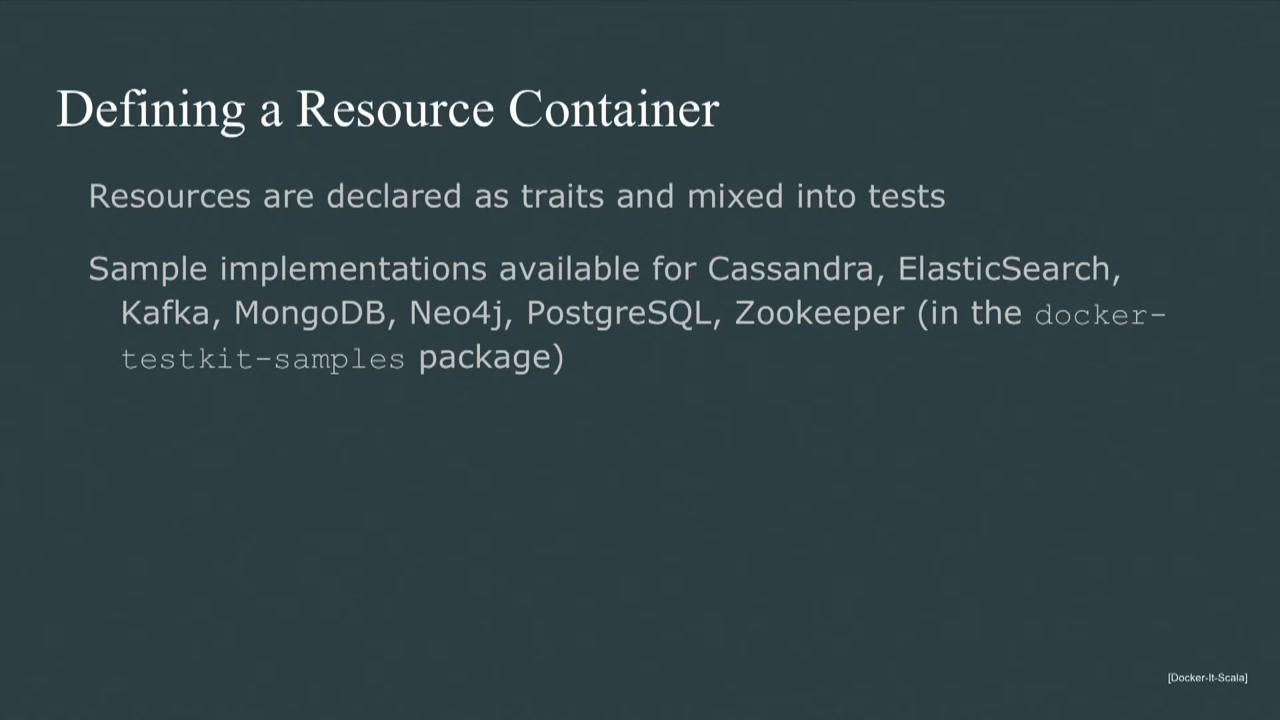 Defining a Resource Container
Resources are declared as traits and mixed into tests
Sample implementations available for Cassandra, ElasticSearch,
Kafka, MongoDB, Neo4j, PostgreSQL, Zookeeper (in the docker-
testkit-samples package)
[Docker-It-Scala]